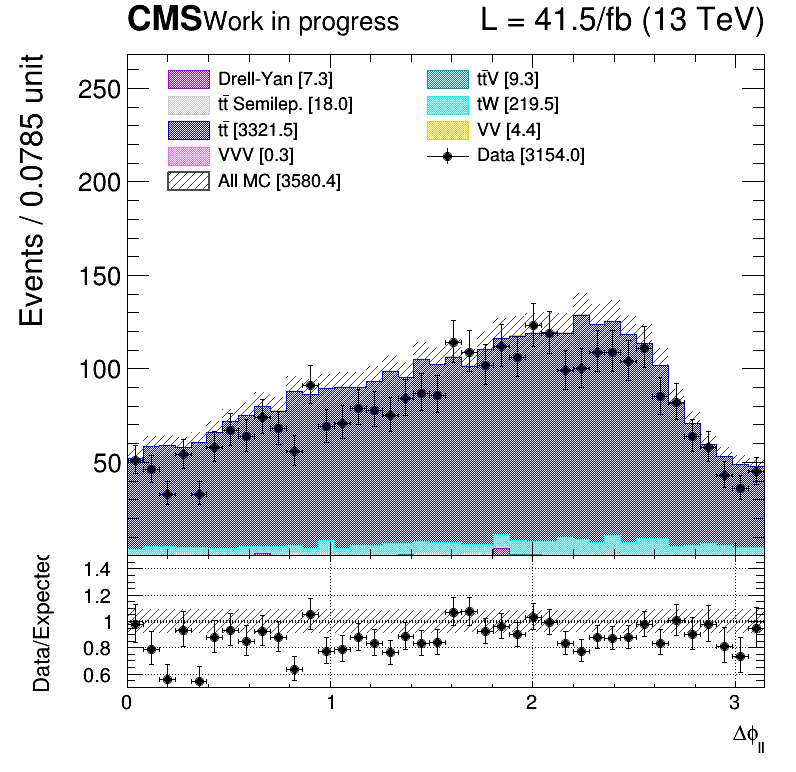 CMS Work in progress L = 41.5/fb (13 TeV)
Events / 0.0785 unit
250
200
150
100
50
Drell-Yan [7.3]
tt̄ Semilep. [18.0]
tt̄ [3321.5]
VVV [0.3]
All MC [3580.4]
tt̄V [9.3]
tW [219.5]
VV [4.4]
Data [3154.0]
Data/Expected
1.4
1.2
1
0.8
0.6
0 1 2 3
Δϕll